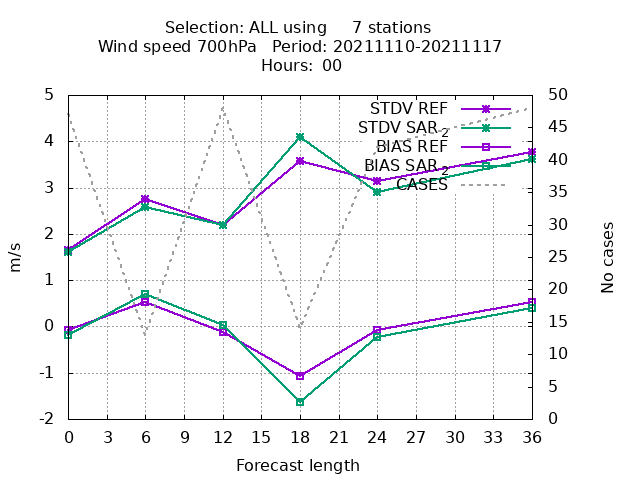 Selection: ALL using     7 stations
Wind speed 700hPa   Period: 20211110-20211117
Hours: 00
5
4
3
2
1
0
-1
-2
m/s
50
45
40
35
30
25
20
15
10
5
0
No cases
STDV REF
STDV SAR_2
BIAS REF
BIAS SAR_2
CASES
0 3 6 9 12 15 18 21 24 27 30 33 36
Forecast length